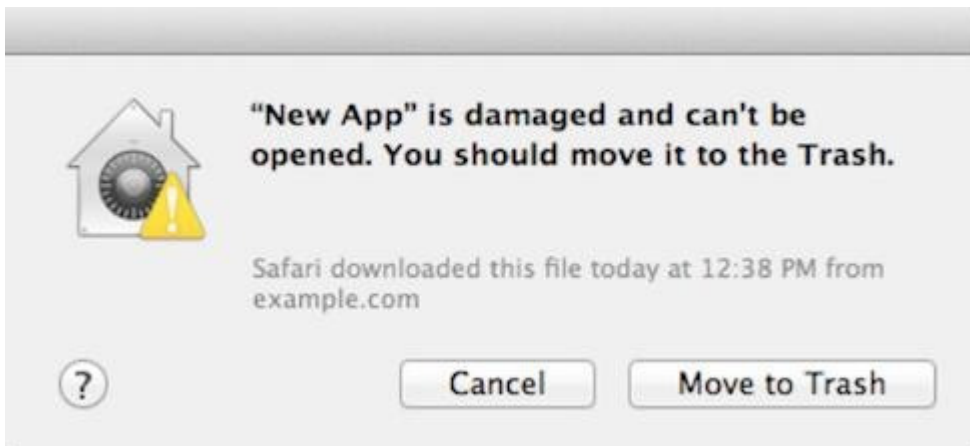 “New App” is damaged and can't be
opened. You should move it to the Trash.
Safari downloaded this file today at 12:38 PM from
example.com
?
Cancel
Move to Trash